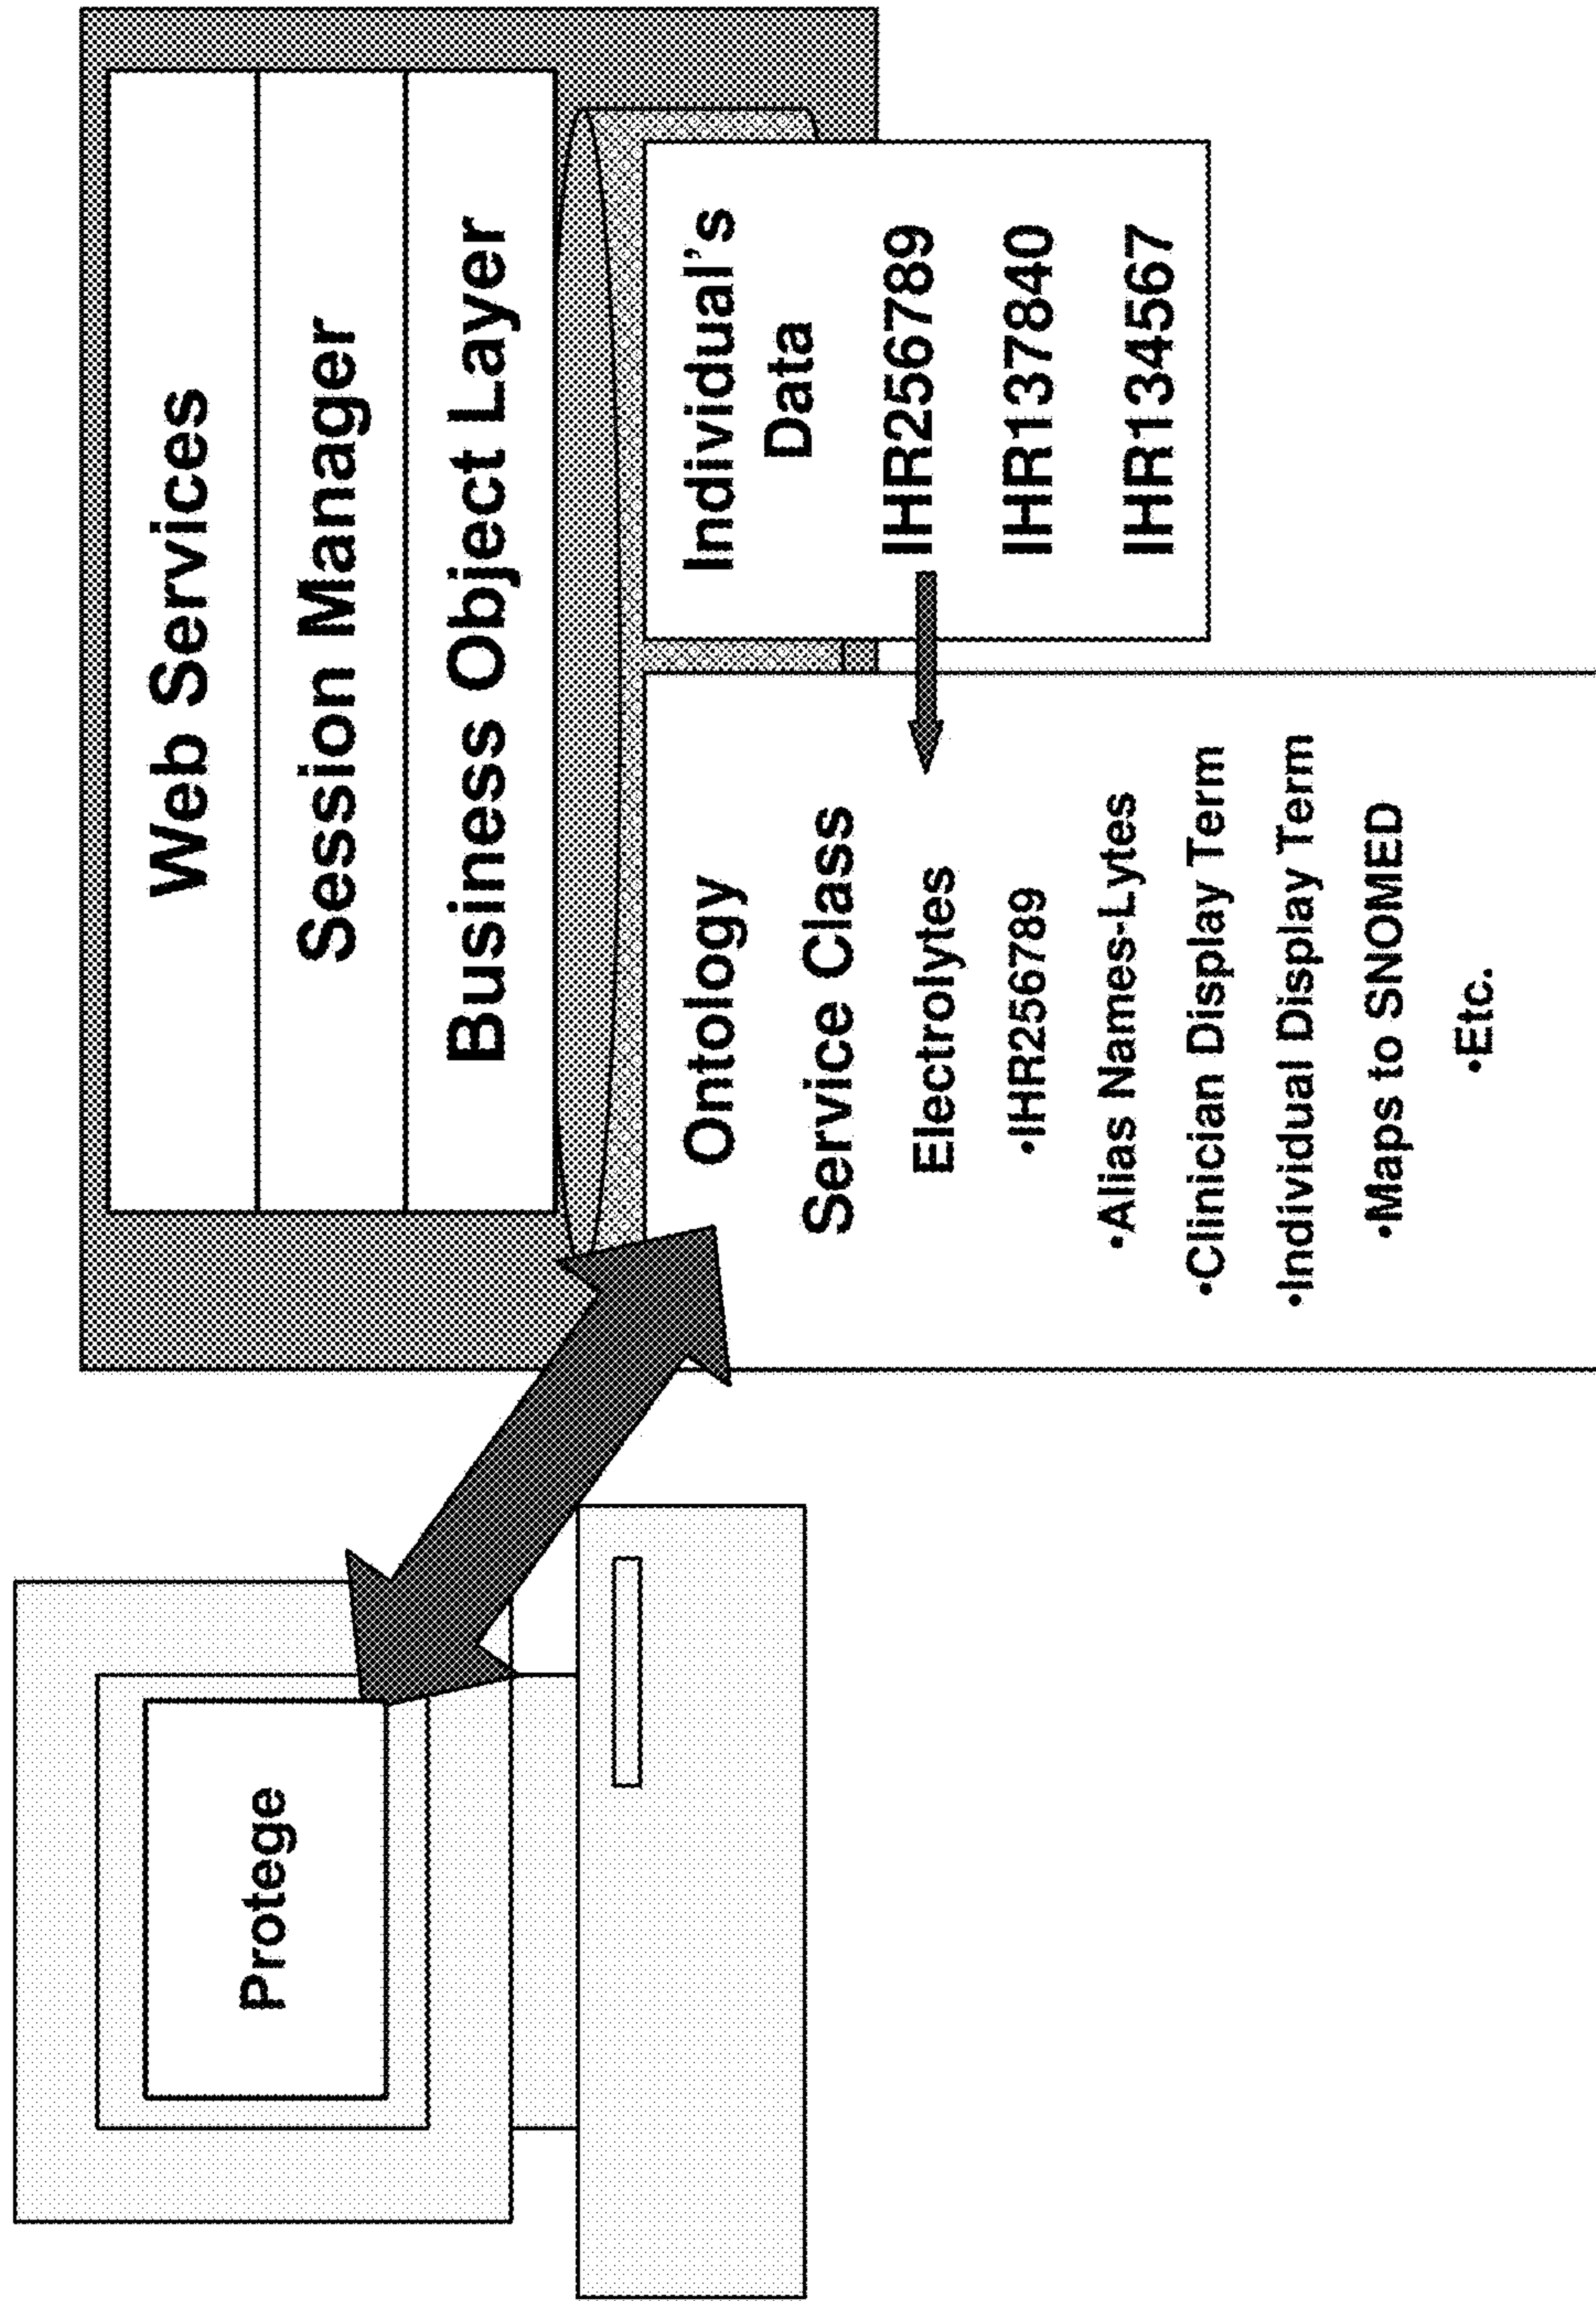 Protege
Web Services
Session Manager
Business Object Layer
Ontology
Service Class
Electrolytes
•IHR256789
•Alias Names-Lytes
•Clinician Display Term
•Individual Display Term
•Maps to SNOMED
•Etc.
Individual's
Data
IHR256789
IHR137840
IHR134567